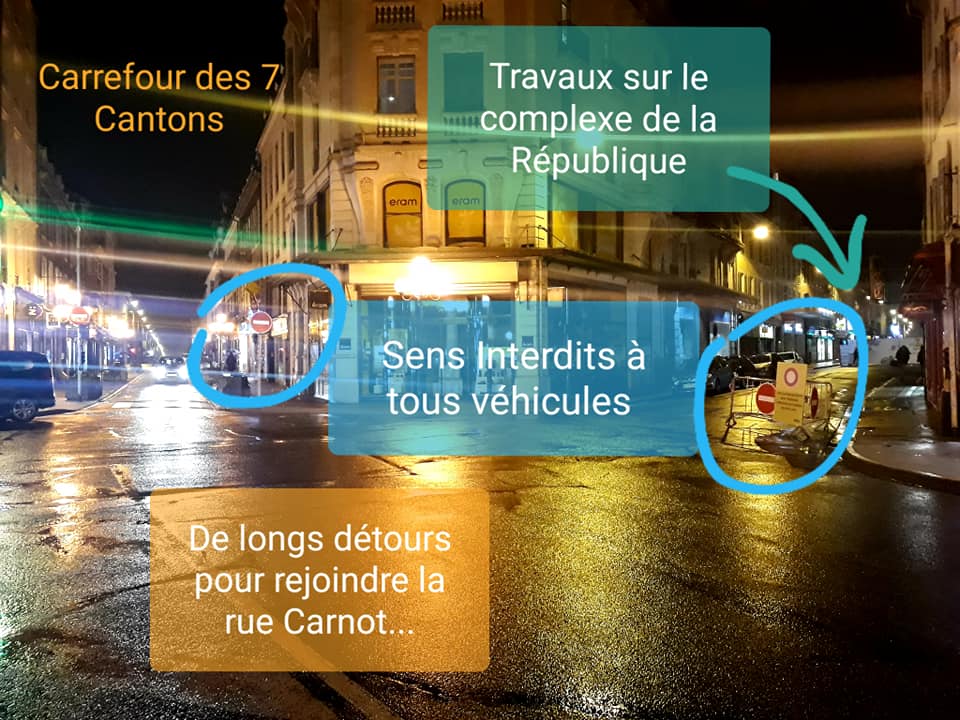 Carrefour des 7
Cantons
Travaux sur le
complexe de la
République
eram
eram
Sens Interdits à
tous véhicules
De longs détours
pour rejoindre la
rue Carnot...